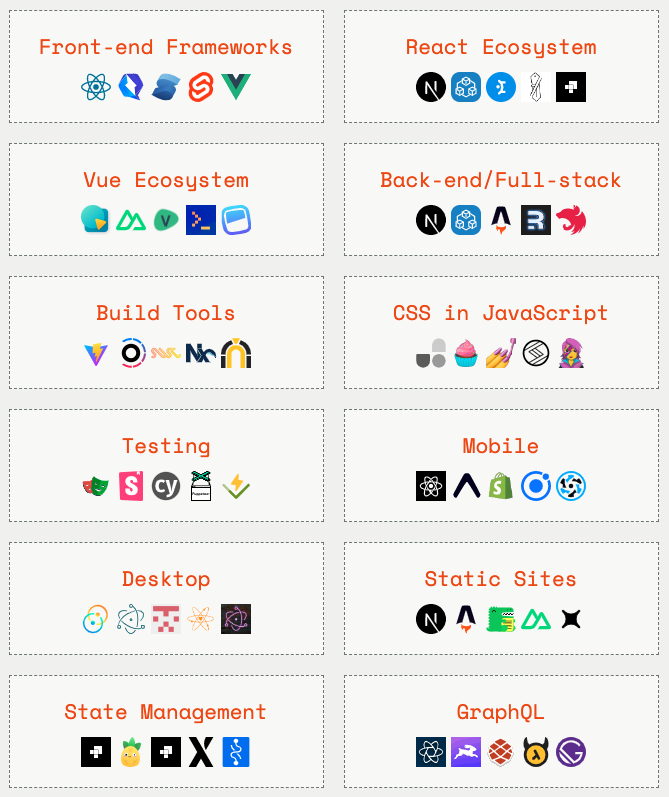 Front-end Frameworks
React Ecosystem
Vue Ecosystem
Back-end/Full-stack
Build Tools
CSS in JavaScript
Testing
cy
Mobile
Desktop
Static Sites
State Management
GraphQL